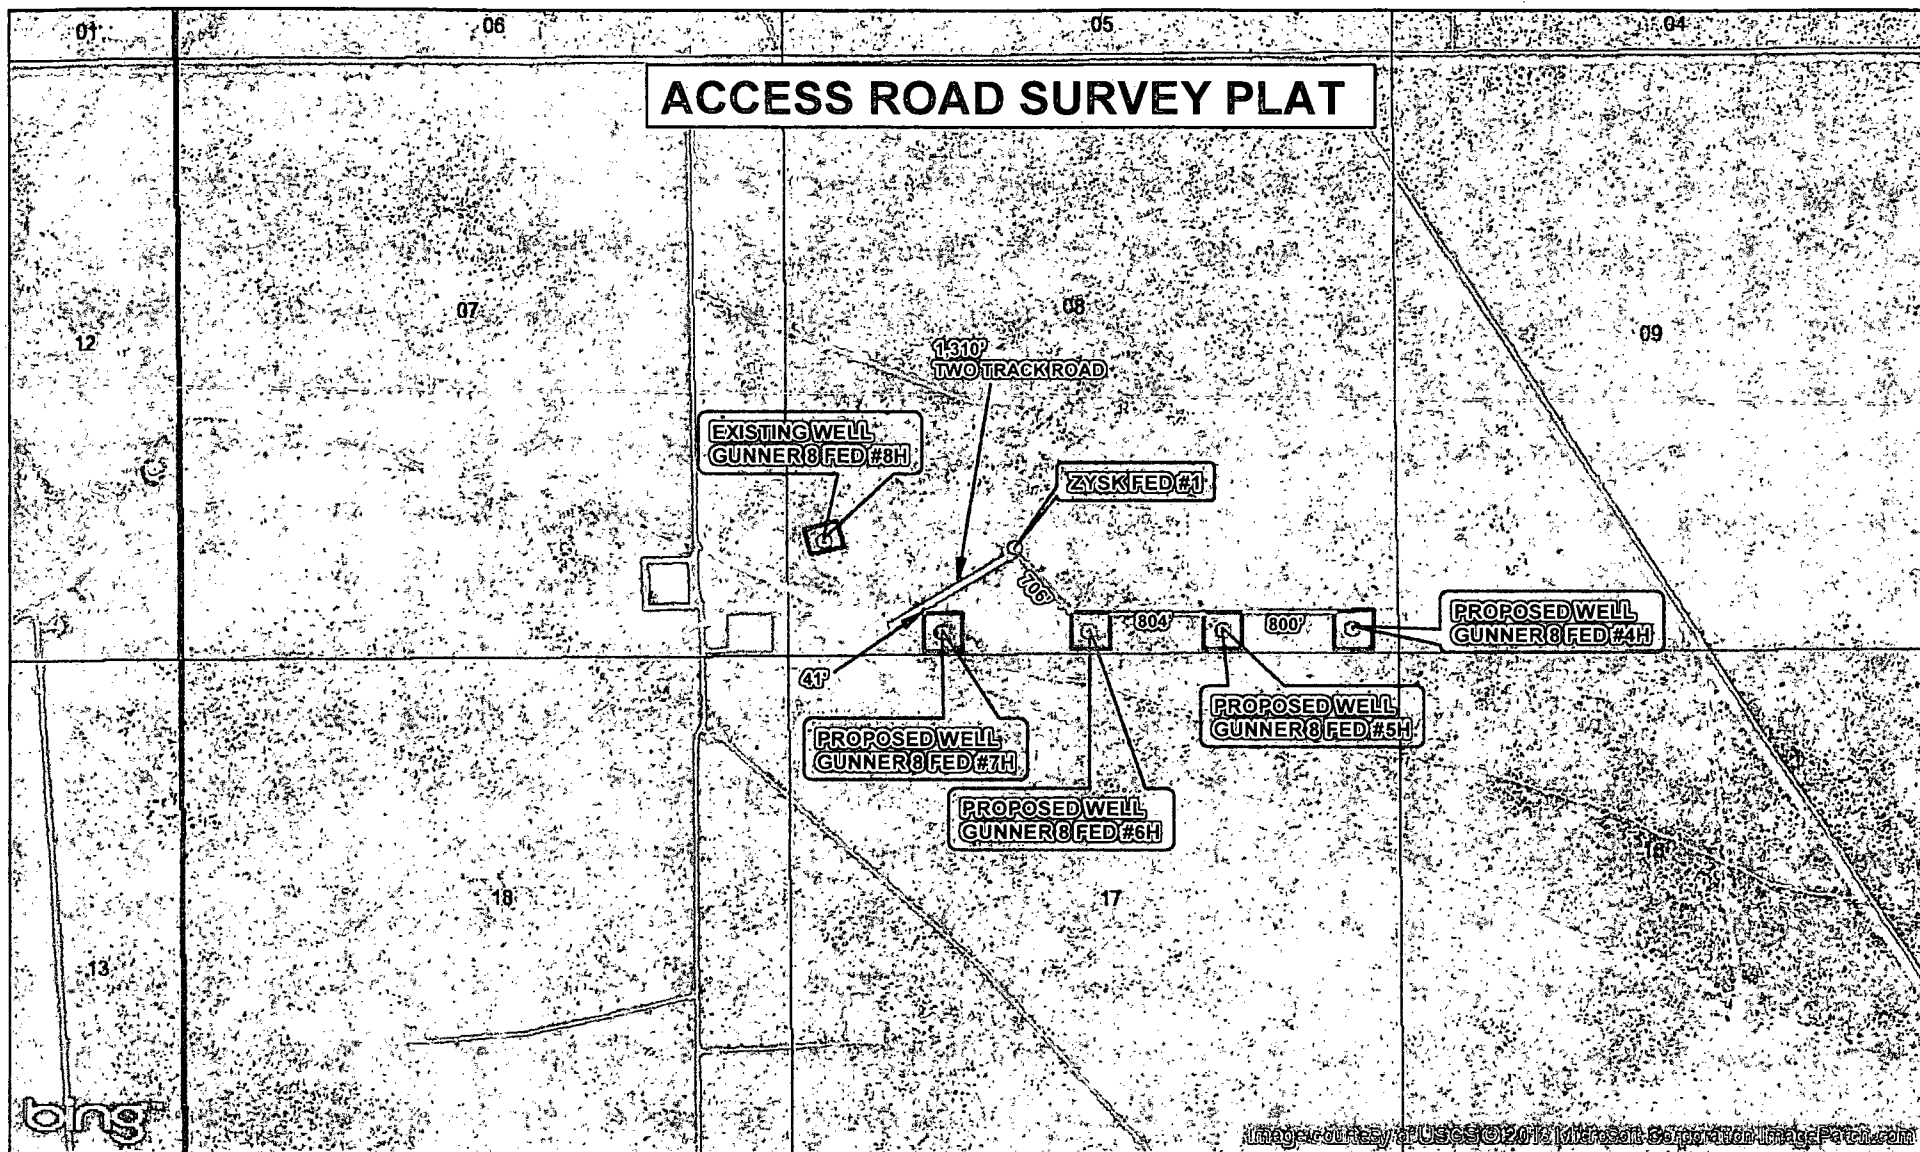 01
06
05
04
ACCESS ROAD SURVEY PLAT
07
08
09
12
1,310'
TWO TRACK ROAD
EXISTING WELL
GUNNER 8 FED #8H
ZYSK FED #1
706'
804'
800'
PROPOSED WELL
GUNNER 8 FED #4H
41'
PROPOSED WELL
GUNNER 8 FED #5H
PROPOSED WELL
GUNNER 8 FED #7H
PROPOSED WELL
GUNNER 8 FED #6H
18
17
13
bing
Image courtesy of USGS © Microsoft Corporation ImagePatch.com